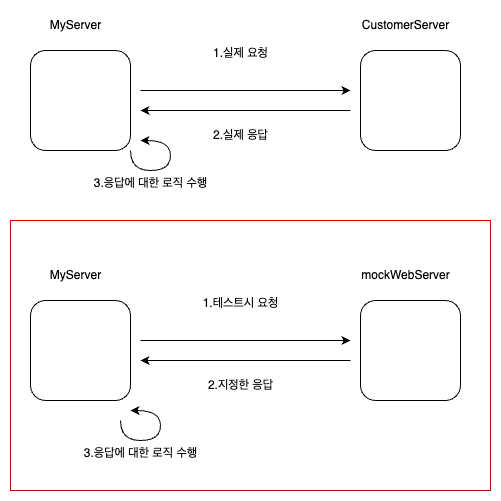 MyServer
CustomerServer
1.실제 요청
2.실제 응답
3.응답에 대한 로직 수행
MyServer
mockWebServer
1.테스트시 요청
2.지정한 응답
3.응답에 대한 로직 수행